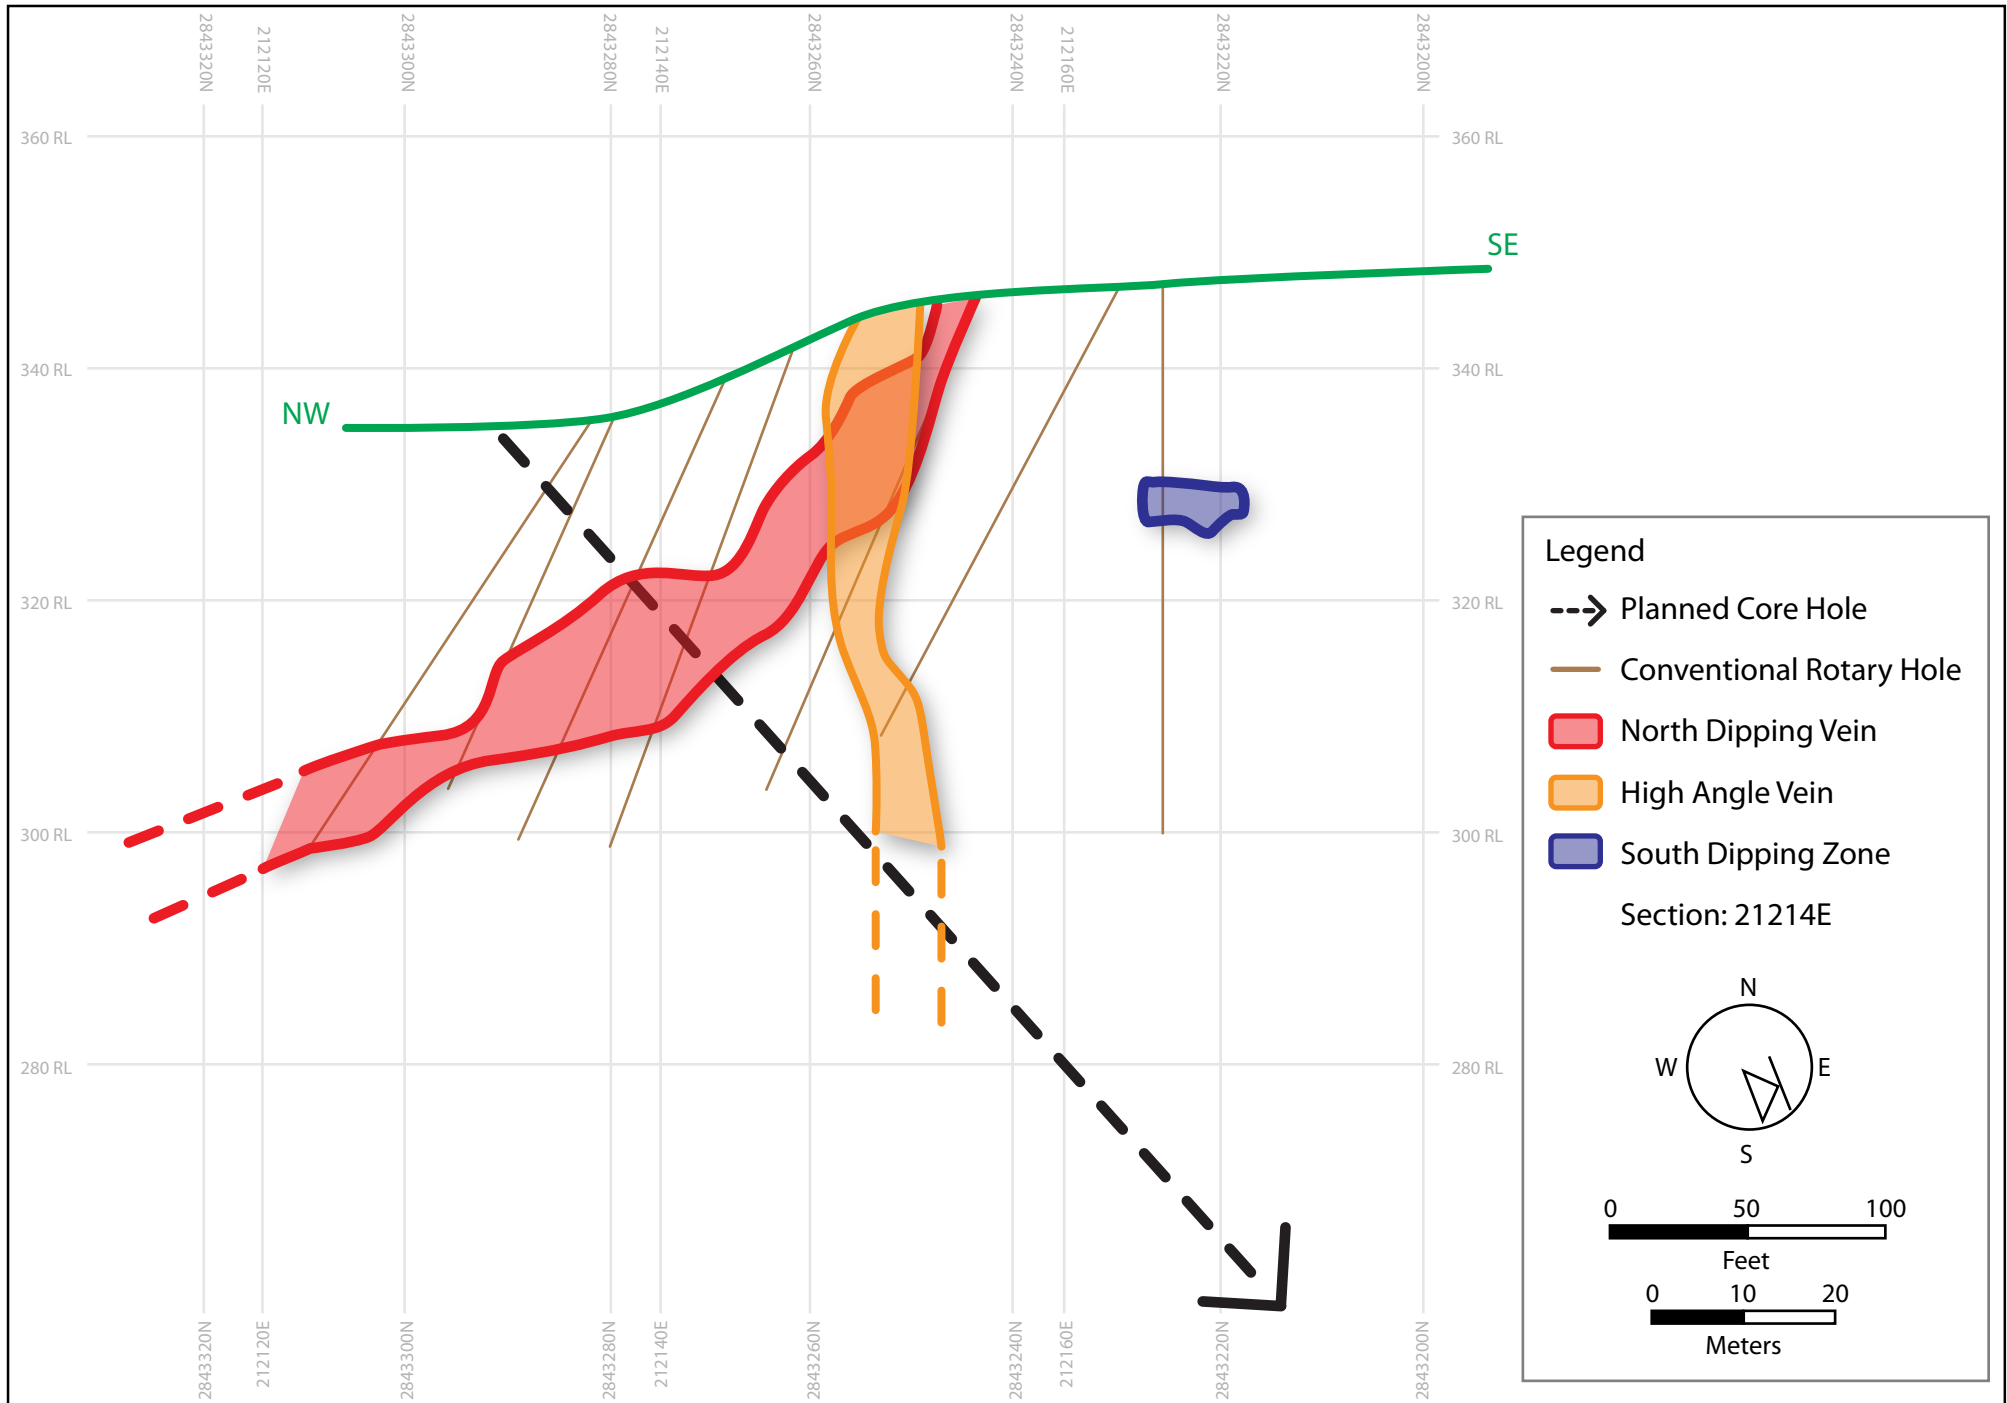 2843320N
212120E
2843300N
2843280N
212140E
2843260N
2843240N
212160E
2843220N
2843200N
360 RL
360 RL
SE
340 RL
340 RL
NW
320 RL
320 RL
300 RL
300 RL
280 RL
280 RL
Legend
Planned Core Hole
Conventional Rotary Hole
North Dipping Vein
High Angle Vein
South Dipping Zone
Section: 21214E
N
W
E
S
0 50 100
Feet
0 10 20
Meters
2843320N
212120E
2843300N
2843280N
212140E
2843260N
2843240N
212160E
2843220N
2843200N